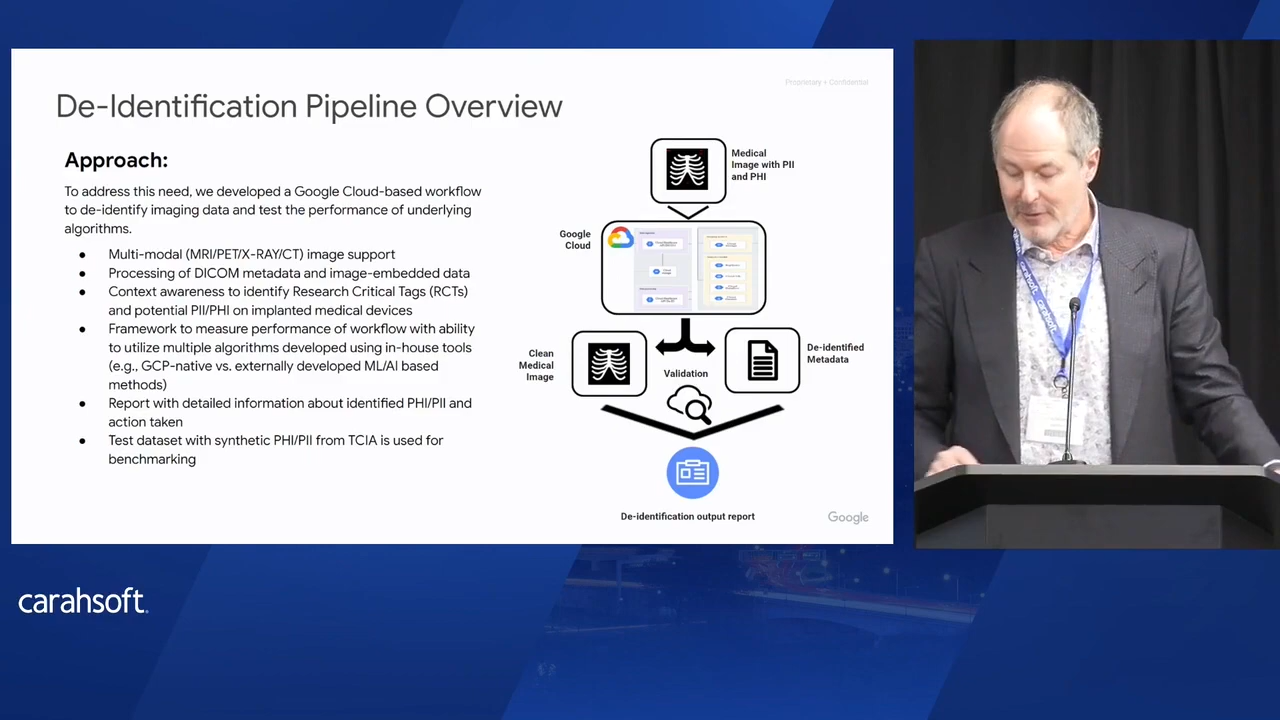 Proprietary + Confidential
De-Identification Pipeline Overview
Approach:
To address this need, we developed a Google Cloud-based workflow
to de-identify imaging data and test the performance of underlying
algorithms.
● Multi-modal (MRI/PET/X-RAY/CT) image support
● Processing of DICOM metadata and image-embedded data
● Context awareness to identify Research Critical Tags (RCTs)
and potential PII/PHI on implanted medical devices
● Framework to measure performance of workflow with ability
to utilize multiple algorithms developed using in-house tools
(e.g., GCP-native vs. externally developed ML/AI based
methods)
● Report with detailed information about identified PHI/PII and
action taken
● Test dataset with synthetic PHI/PII from TCIA is used for
benchmarking
Medical
Image with PII
and PHI
Google
Cloud
Clean
Medical
Image
Validation
De-identified
Metadata
De-identification output report
Google
carahsoft.
carahsoft